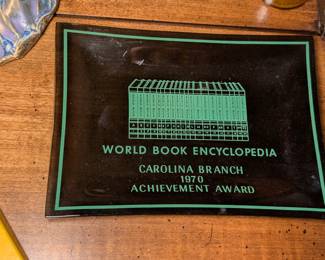 WORLD BOOK ENCYCLOPEDIA
CAROLINA BRANCH
1970
ACHIEVEMENT AWARD